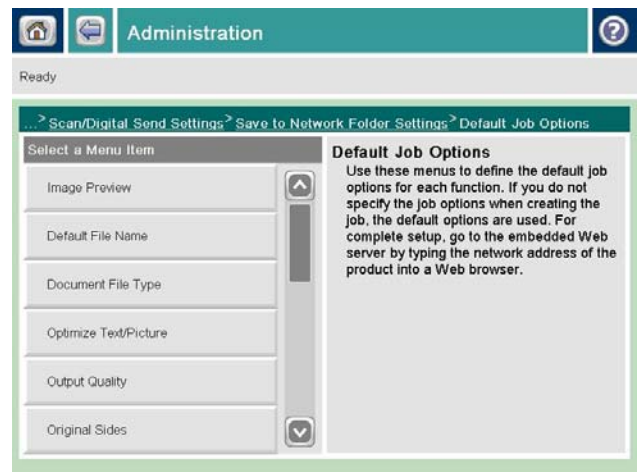 Administration
?
Ready
...> Scan/Digital Send Settings > Save to Network Folder Settings > Default Job Options
Select a Menu Item
Image Preview
Default File Name
Document File Type
Optimize Text/Picture
Output Quality
Original Sides
Default Job Options
Use these menus to define the default job
options for each function. If you do not
specify the job options when creating the
job, the default options are used. For
complete setup, go to the embedded Web
server by typing the network address of the
product into a Web browser.